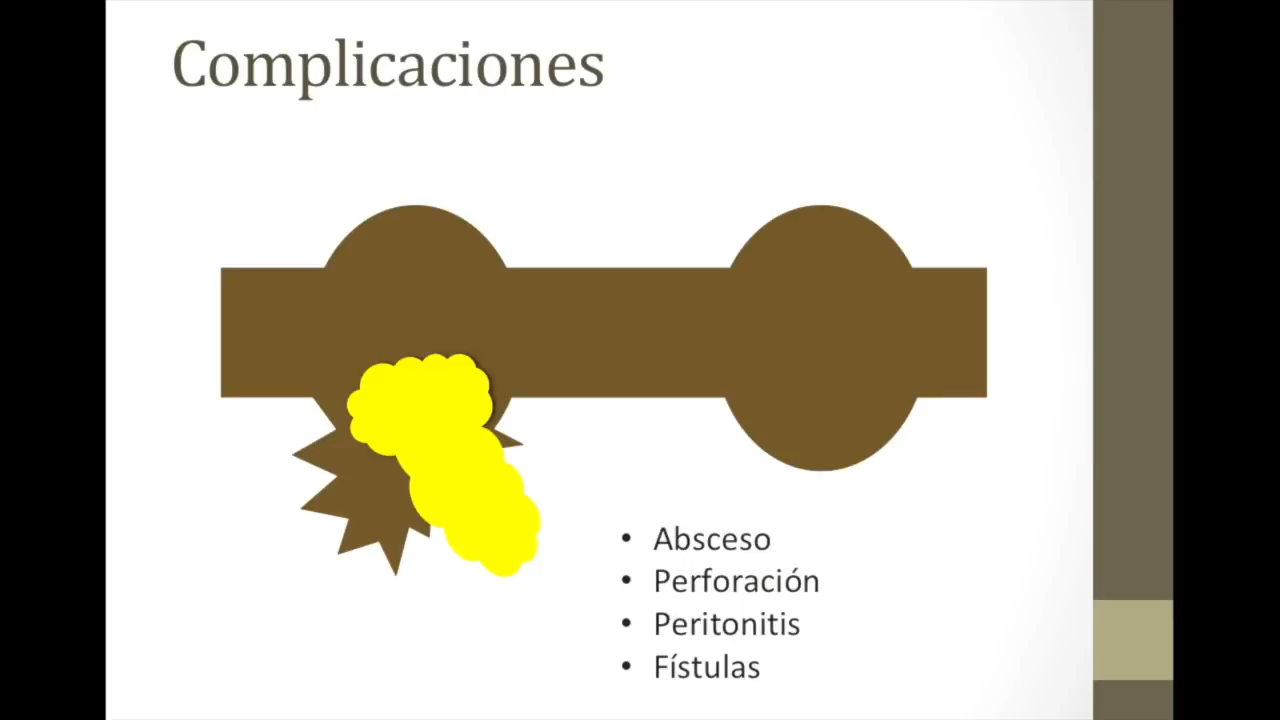 Complicaciones
• Absceso
• Perforación
• Peritonitis
• Fístulas